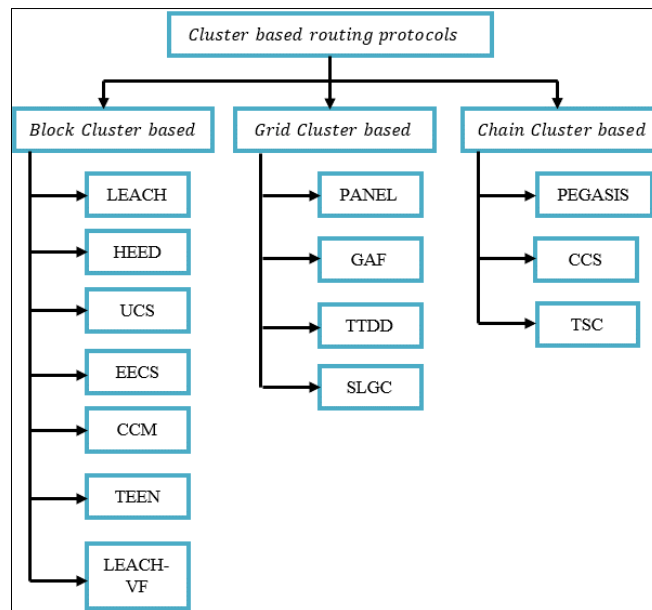 Cluster based routing protocols
Block Cluster based
Grid Cluster based
Chain Cluster based
LEACH
HEED
UCS
EECS
CCM
TEEN
LEACH-
VF
PANEL
GAF
TTDD
SLGC
PEGASIS
CCS
TSC